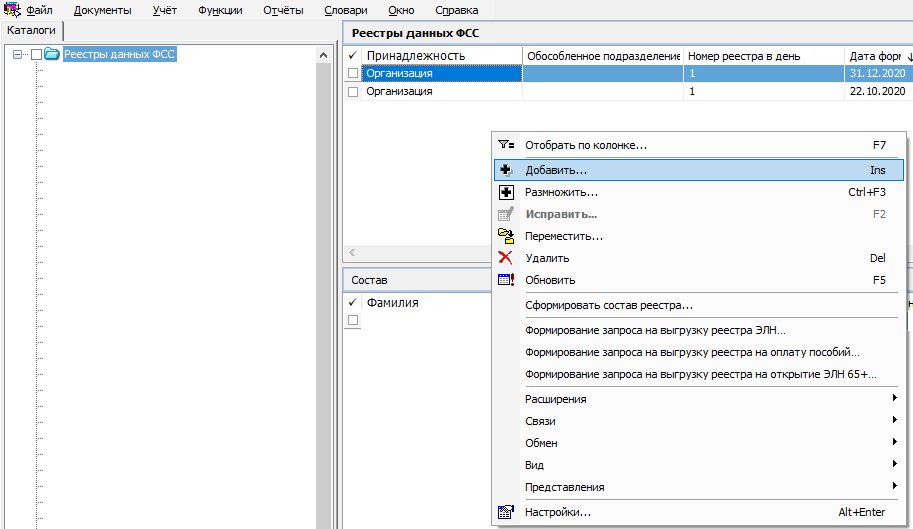 Файл Документы Учёт Функции Отчёты Словари Окно Справка
Каталоги
Реестры данных ФСС
Реестры данных ФСС
Принадлежность Обособленное подразделение Номер реестра в день Дата фор
Организация 1 31.12.2020
Организация 1 22.10.2020
Отобрать по колонке... F7
Добавить... Ins
Размножить... Ctrl+F3
Исправить... F2
Переместить...
Удалить Del
Обновить F5
Состав
Фамилия
Сформировать состав реестра...
Формирование запроса на выгрузку реестра ЭЛН...
Формирование запроса на выгрузку реестра на оплату пособий...
Формирование запроса на выгрузку реестра на открытие ЭЛН 65+...
Расширения
Связи
Обмен
Вид
Представления
Настройки... Alt+Enter